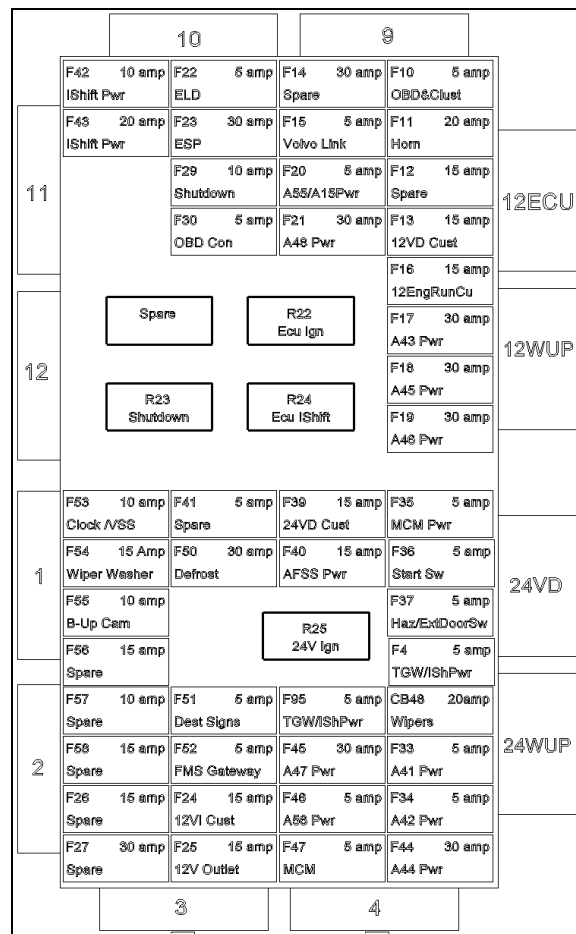 10
9
F42 10 amp
IShift Pwr
F22 5 amp
ELD
F14 30 amp
Spare
F10 5 amp
OBD&Clust
F43 20 amp
IShift Pwr
F23 30 amp
ESP
F15 5 amp
Volvo Link
F11 20 amp
Horn
11
F29 10 amp
Shutdown
F20 5 amp
A55/A15Pwr
F12 15 amp
Spare
12ECU
F30 5 amp
OBD Con
F21 30 amp
A48 Pwr
F13 15 amp
12VD Cust
F16 15 amp
12EngRunCu
Spare
R22
Ecu Ign
F17 30 amp
A43 Pwr
12
12WUP
F18 30 amp
A45 Pwr
R23
Shutdown
R24
Ecu IShift
F19 30 amp
A46 Pwr
F53 10 amp
Clock /VSS
F41 5 amp
Spare
F39 15 amp
24VD Cust
F35 5 amp
MCM Pwr
1
F54 15 Amp
Wiper Washer
F50 30 amp
Defrost
F40 15 amp
AFSS Pwr
F36 5 amp
Start Sw
24VD
F55 10 amp
B-Up Cam
R25
24V Ign
F37 5 amp
Haz/ExtDoorSw
F56 15 amp
Spare
F4 5 amp
TGW/IShPwr
F57 10 amp
Spare
F51 5 amp
Dest Signs
F95 5 amp
TGW/IShPwr
CB48 20amp
Wipers
2
F58 15 amp
Spare
F52 5 amp
FMS Gateway
F45 30 amp
A47 Pwr
F33 5 amp
A41 Pwr
24WUP
F26 15 amp
Spare
F24 15 amp
12VI Cust
F46 5 amp
A58 Pwr
F34 5 amp
A42 Pwr
F27 30 amp
Spare
F25 15 amp
12V Outlet
F47 5 amp
MCM
F44 30 amp
A44 Pwr
3
4